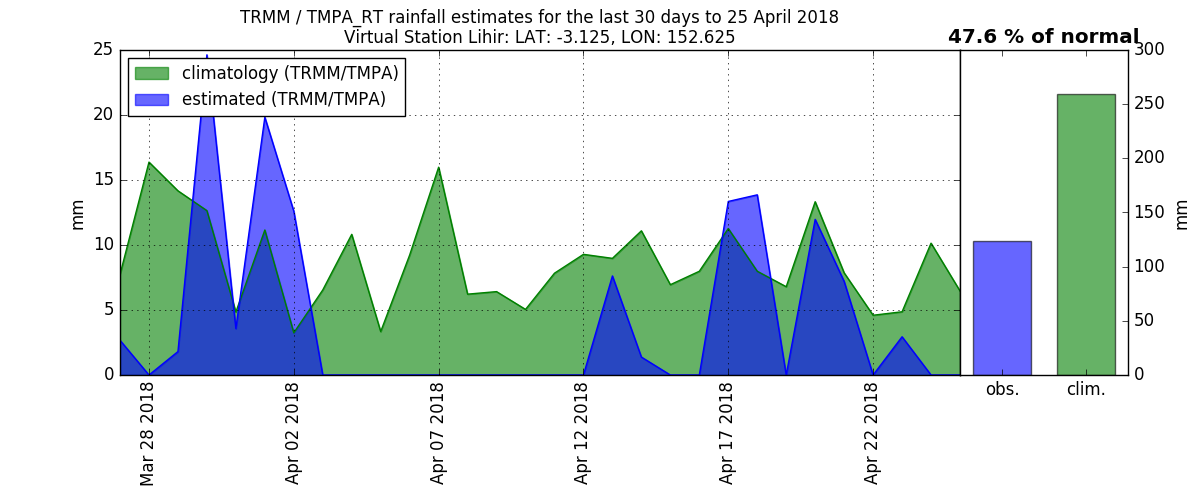 TRMM / TMPA_RT rainfall estimates for the last 30 days to 25 April 2018
Virtual Station Lihir: LAT: -3.125, LON: 152.625
47.6 % of normal
climatology (TRMM/TMPA)
estimated (TRMM/TMPA)
25
20
15
10
5
0
mm
Mar 28 2018
Apr 02 2018
Apr 07 2018
Apr 12 2018
Apr 17 2018
Apr 22 2018
300
250
200
150
100
50
0
mm
obs.
clim.